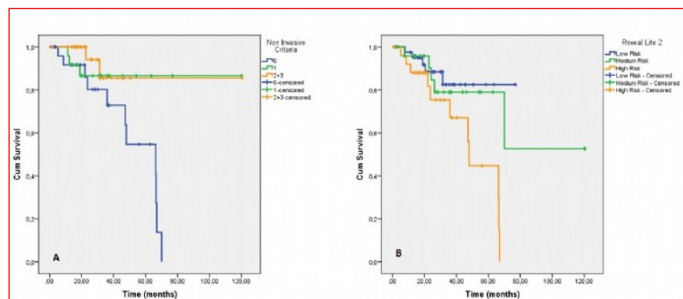 Non Invasive
Criteria
0
1
2+3
0-censored
1-censored
2+3-censored
Cum Survival
1,0
0,8
0,6
0,4
0,2
0,0
A
,00
20,00
40,00
60,00
80,00
100,00
120,00
Time (months)
Reveal Lite 2
Low Risk
Medium Risk
High Risk
Low Risk - Censored
Medium Risk - Censored
High Risk - Censored
Cum Survival
1,0
0,8
0,6
0,4
0,2
0,0
B
,00
20,00
40,00
60,00
80,00
100,00
120,00
Time (months)